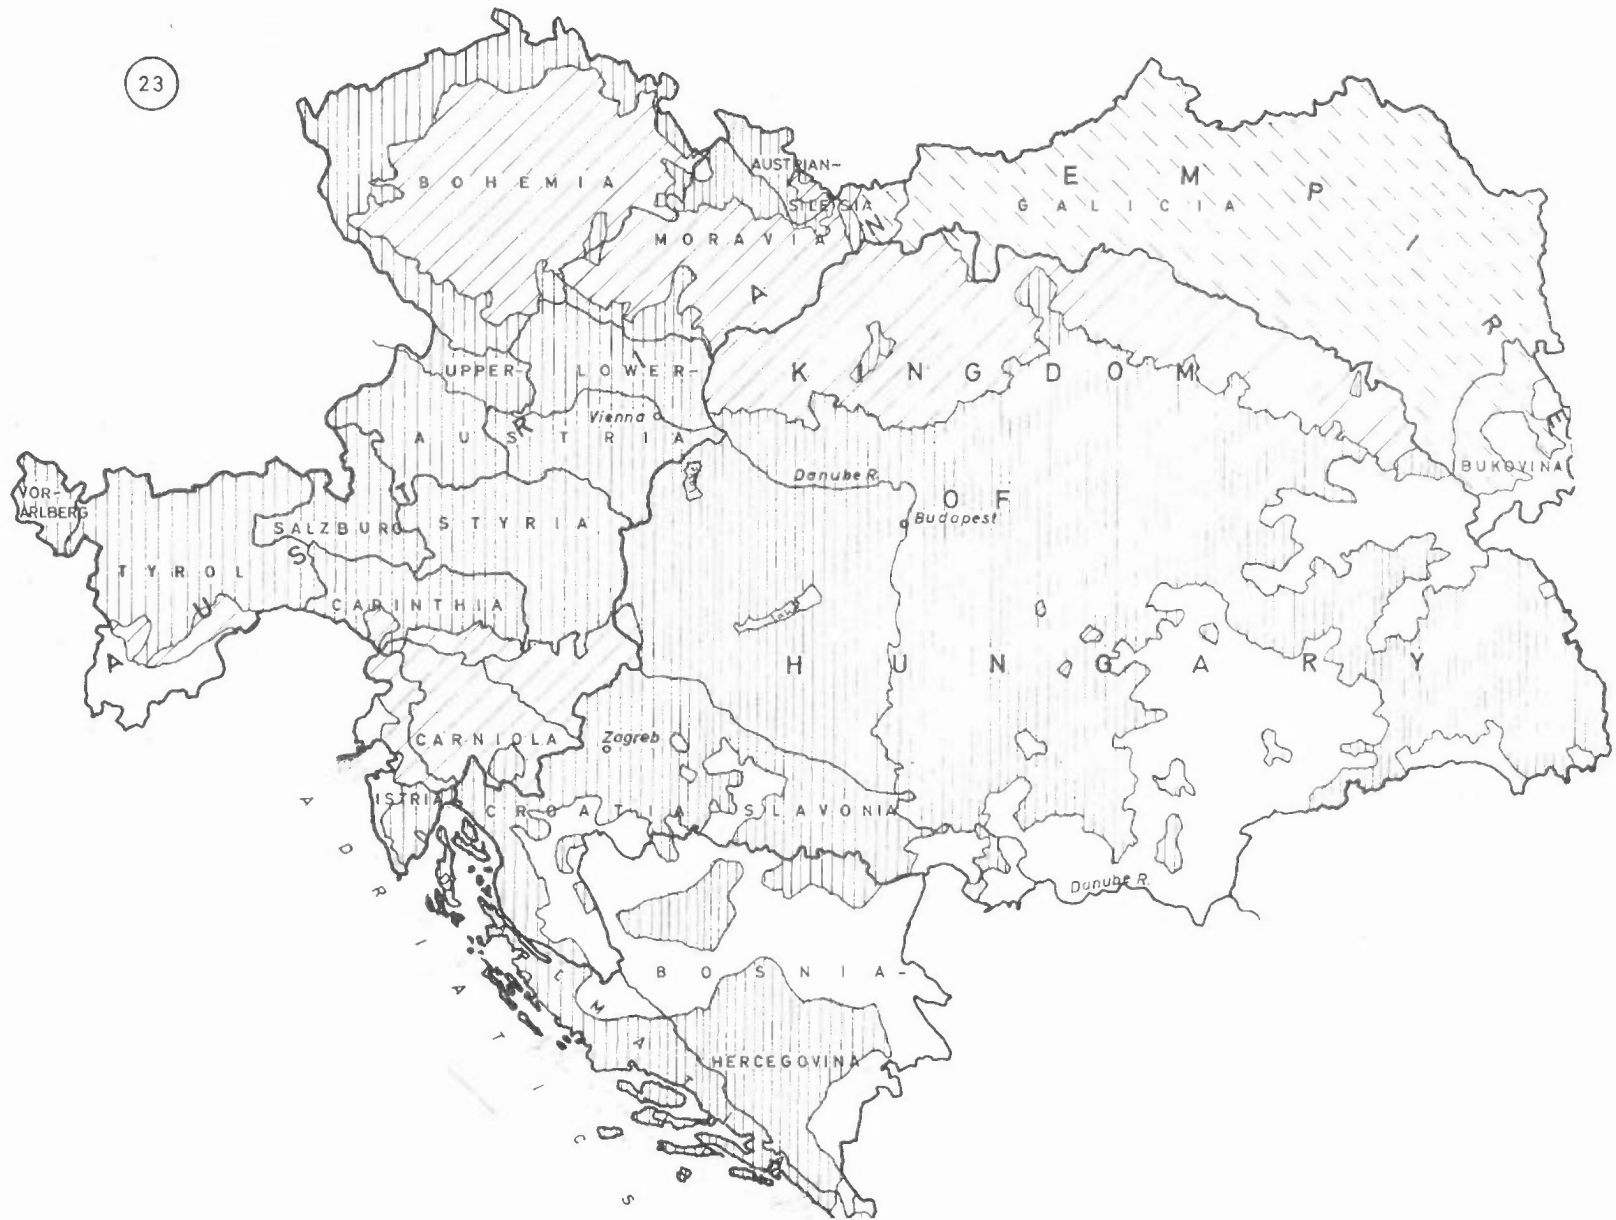 23
BOHEMIA
AUSTRIAN-
SILESIA
MORAVIA
EMPIRE
GALICIA
AUSTRIAN
UPPER-
LOWER-
Vienna
AUSTRIA
KINGDOM
BUKOVINA
Danube R.
OF
Budapest
VOR-
ARLBERG
SALZBURG
STYRIA
TYROL
CARINTHIA
HUNGARY
CARNIOLA
Zagreb
ISTRIA
CROATIA
SLAVONIA
Danube R.
ADRIATIC S
BOSNIA-
HERCEGOVINA